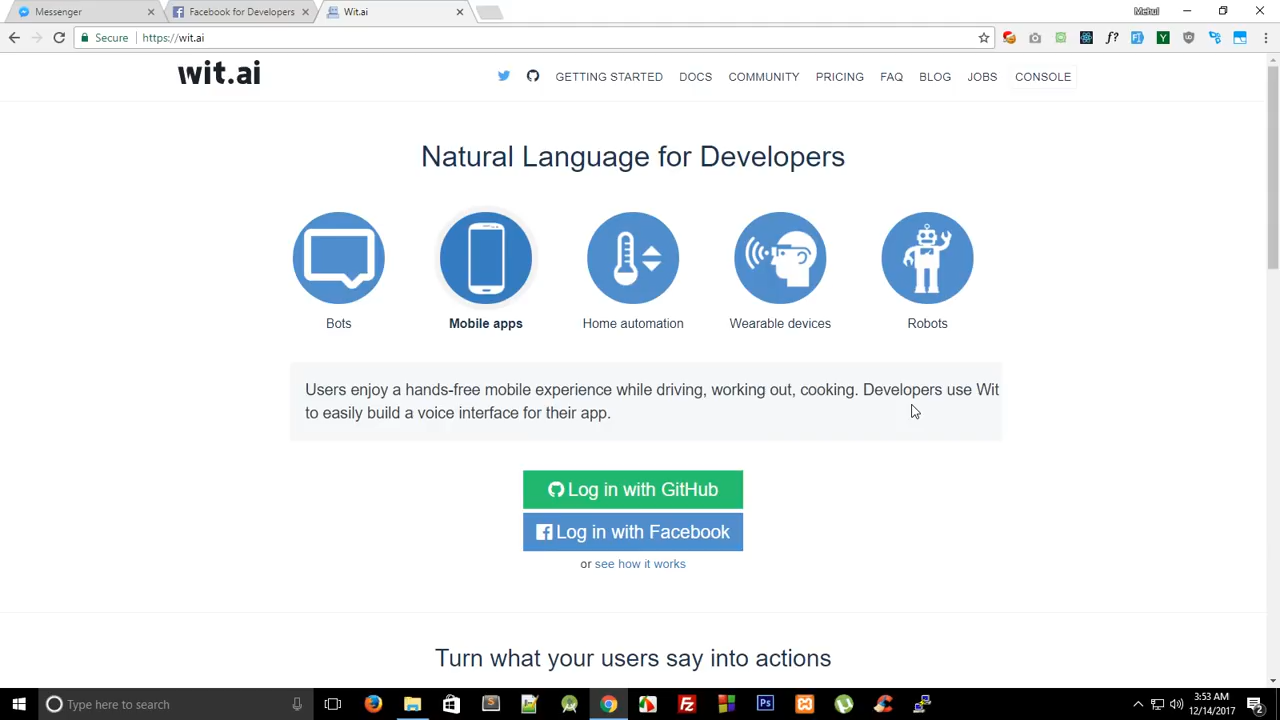 Messenger
Facebook for Developers
Wit.ai
Mehul
Secure
https://wit.ai
f?
Y
wit.ai
GETTING STARTED DOCS COMMUNITY PRICING FAQ BLOG JOBS CONSOLE
Natural Language for Developers
Bots
Mobile apps
Home automation
Wearable devices
Robots
Users enjoy a hands-free mobile experience while driving, working out, cooking. Developers use Wit
to easily build a voice interface for their app.
Log in with GitHub
Log in with Facebook
or see how it works
Turn what your users say into actions
Type here to search
Ps
3:53 AM
12/14/2017